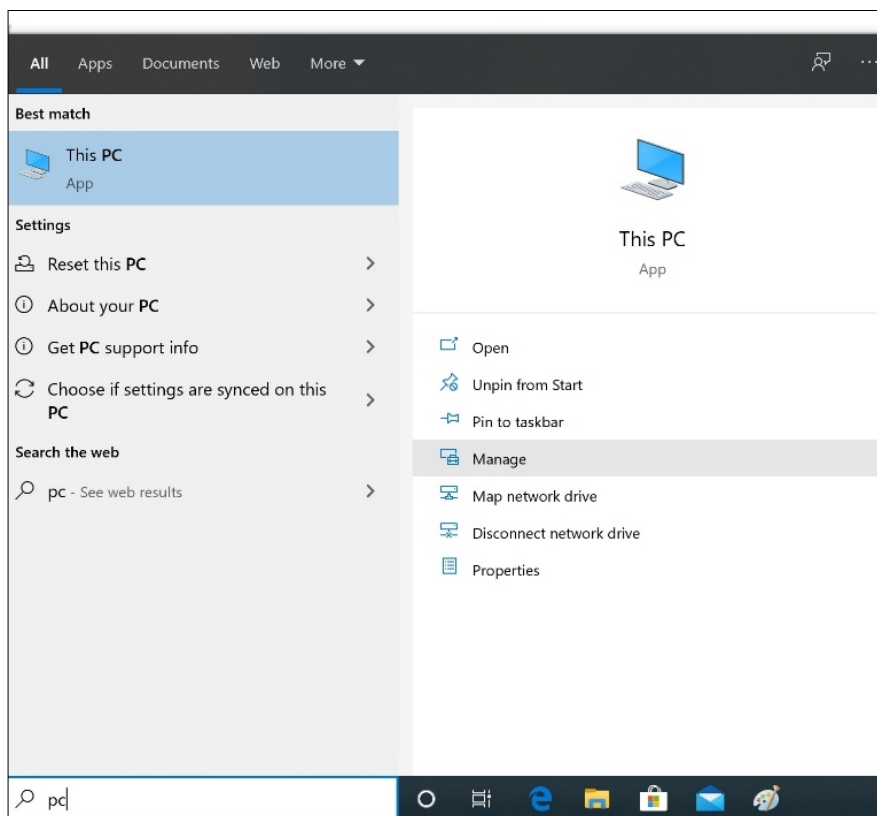 All Apps Documents Web More
Best match
This PC
App
Settings
Reset this PC
About your PC
Get PC support info
Choose if settings are synced on this
PC
Search the web
pc - See web results
This PC
App
Open
Unpin from Start
Pin to taskbar
Manage
Map network drive
Disconnect network drive
Properties
pc